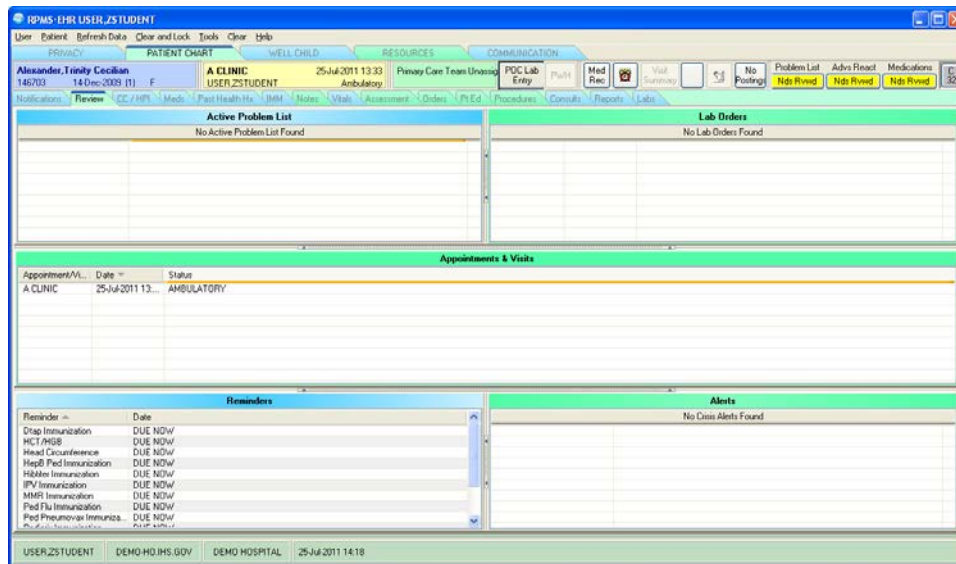 RPMS-EHR USER,ZSTUDENT
User Patient Refresh Data Clear and Lock Tools Clear Help
PRIVACY PATIENT CHART WELL CHILD RESOURCES COMMUNICATION
Alexander,Trinity Cecilian A CLINIC 25-Jul-2011 13:33 Primary Care Team Unassig POC Lab Entry PWH Med Rec Visit Summary No Postings Problem List Advs React Medications
146703 14-Dec-2009 (1) F USER,ZSTUDENT Ambulatory Nds Rvwd Nds Rvwd Nds Rvwd
Notifications Review CC / HPI Meds Past Health Hx IMM Notes Vitals Assessment Orders Pt Ed Procedures Consults Reports Labs
Active Problem List
No Active Problem List Found
Lab Orders
No Lab Orders Found
Appointments & Visits
Appointment/Vi... Date Status
A CLINIC 25-Jul-2011 13:... AMBULATORY
Reminders
Reminder Date
Dtap Immunization DUE NOW
HCT/HGB DUE NOW
Head Circumference DUE NOW
HepB Ped Immunization DUE NOW
Hibtiter Immunization DUE NOW
IPV Immunization DUE NOW
MMR Immunization DUE NOW
Ped Flu Immunization DUE NOW
Ped Pneumovax Immuniza... DUE NOW
Alerts
No Crisis Alerts Found
USER,ZSTUDENT DEMO-HO.IHS.GOV DEMO HOSPITAL 25-Jul-2011 14:18